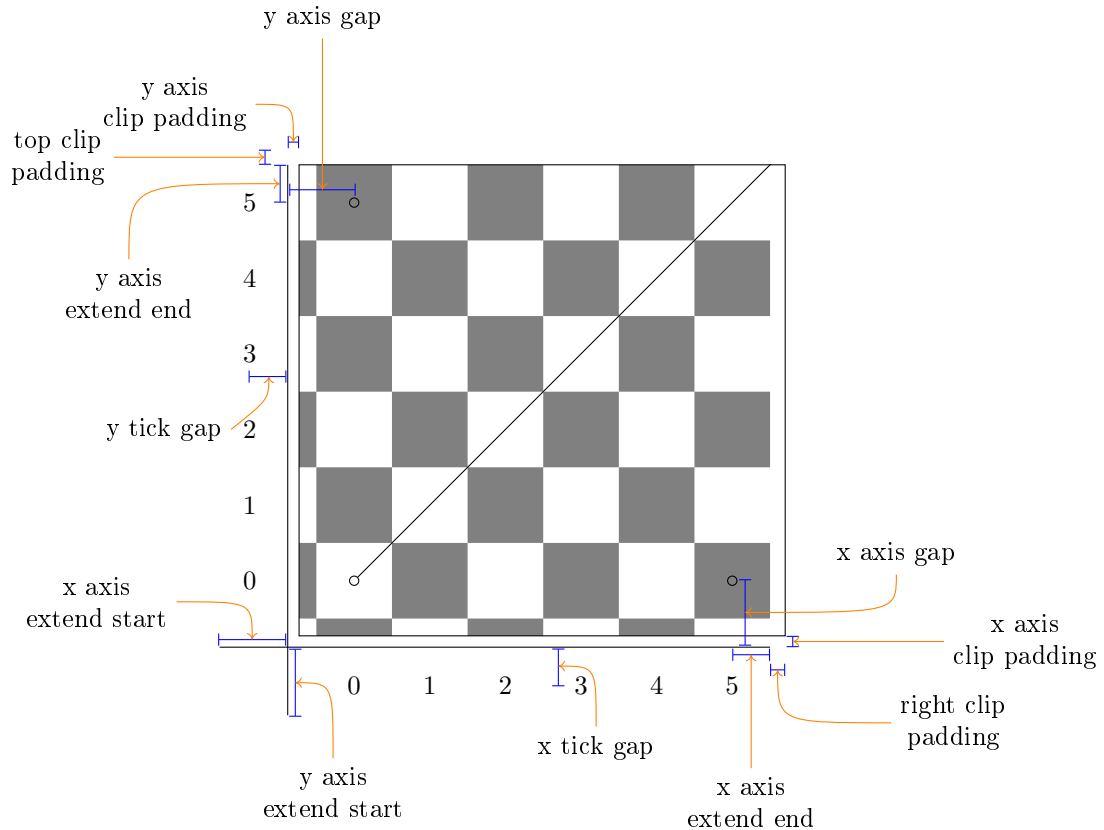 y axis gap
y axis
clip padding
top clip
padding
5
4
y axis
extend end
3
y tick gap
2
1
x axis gap
0
x axis
extend start
x axis
clip padding
0
1
2
3
4
5
right clip
padding
x tick gap
y axis
extend start
x axis
extend end